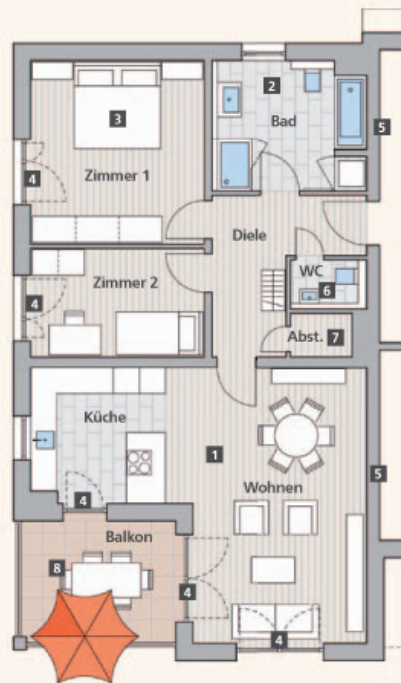 2
Bad
3
5
4
Zimmer 1
Diele
4
Zimmer 2
WC
6
Abst. 7
Küche
1
5
Wohnen
4
Balkon
8
4
4